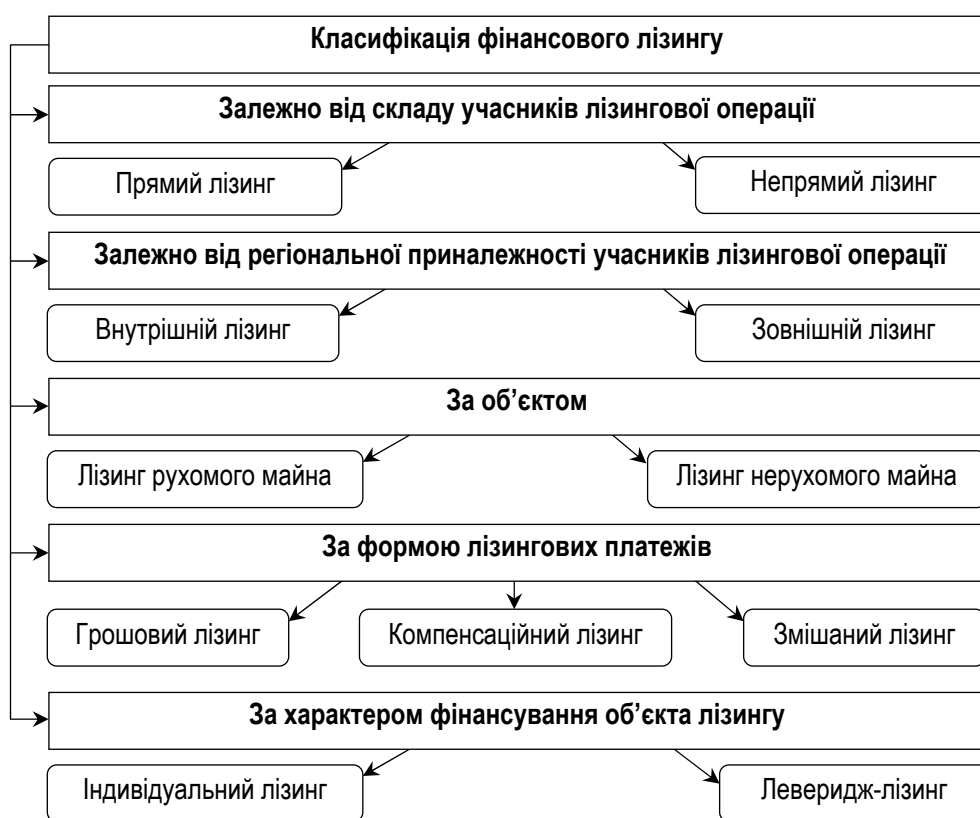 Класифікація фінансового лізингу
Залежно від складу учасників лізингової операції
Прямий лізинг
Непрямий лізинг
Залежно від регіональної приналежності учасників лізингової операції
Внутрішній лізинг
Зовнішній лізинг
За об’єктом
Лізинг рухомого майна
Лізинг нерухомого майна
За формою лізингових платежів
Грошовий лізинг
Компенсаційний лізинг
Змішаний лізинг
За характером фінансування об’єкта лізингу
Індивідуальний лізинг
Леверидж-лізинг